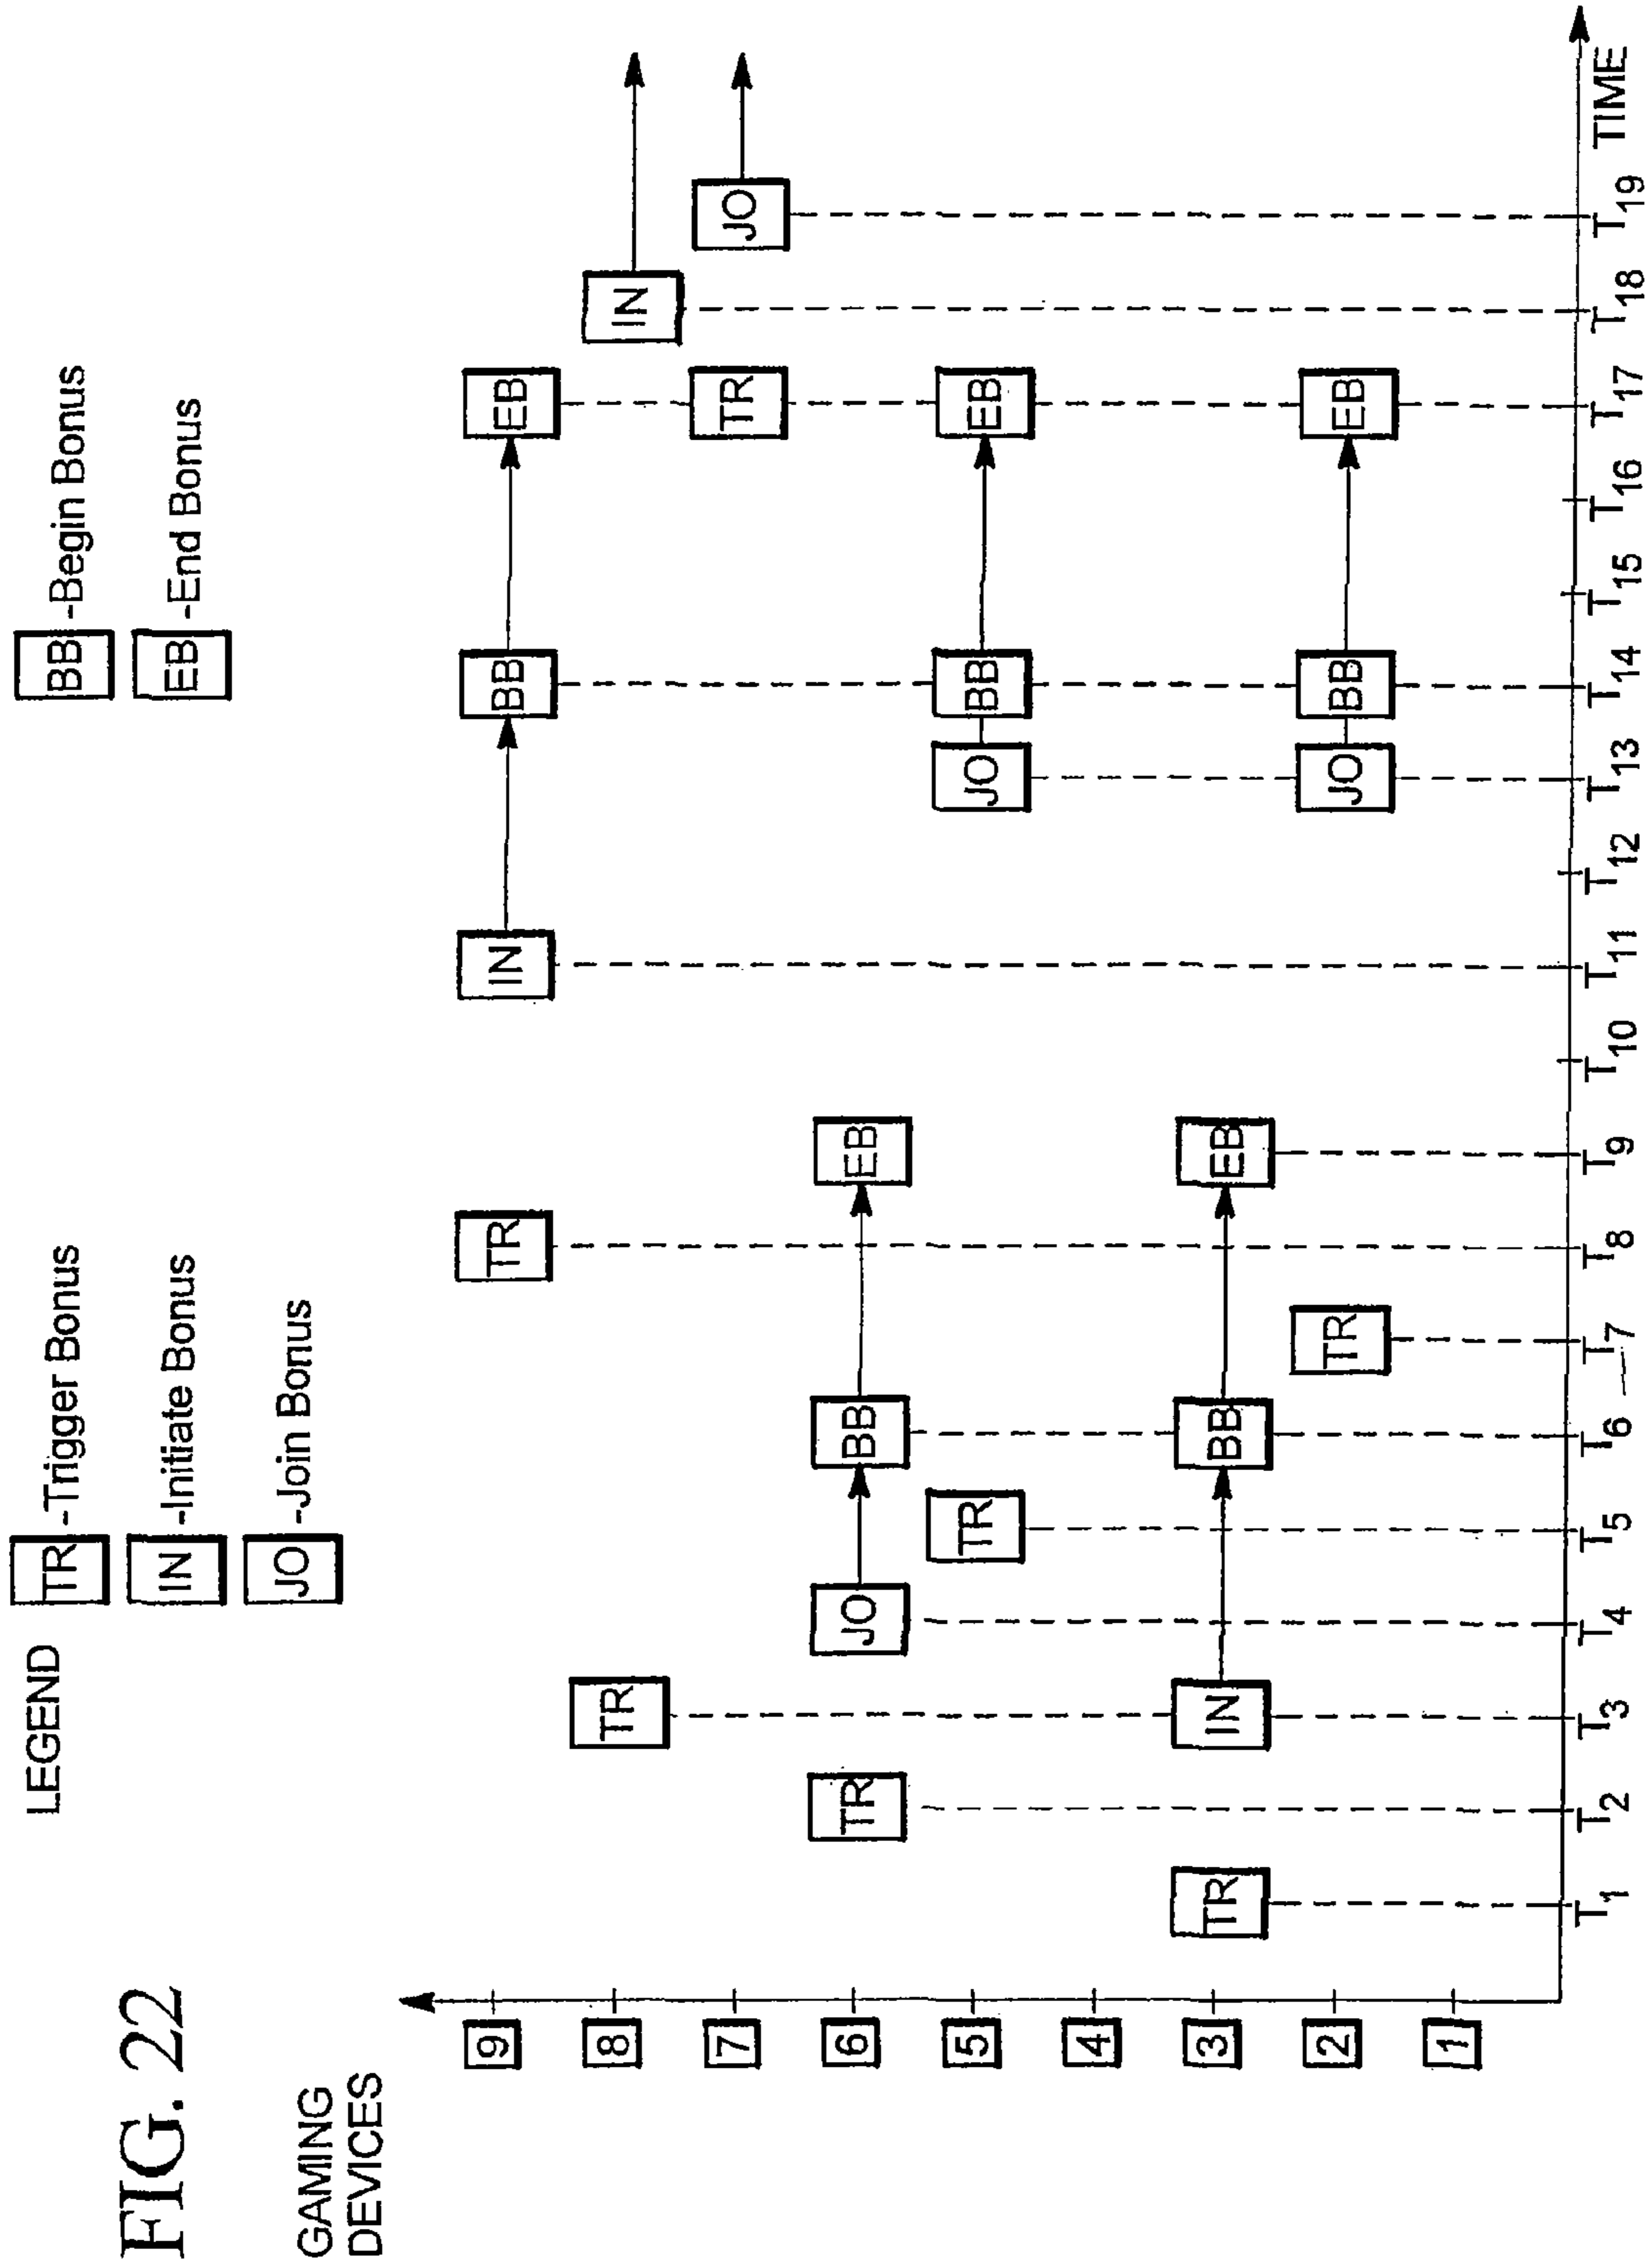 FIG. 22
LEGEND
TR -Trigger Bonus
BB -Begin Bonus
IN -Initiate Bonus
EB -End Bonus
JO -Join Bonus
GAMING
DEVICES
9 TR IN BB EB
8 TR IN
7 TR JO
6 TR JO BB EB
5 TR JO BB EB
4
3 TR IN BB EB
2 TR JO BB EB
1
T1 T2 T3 T4 T5 T6 T7 T8 T9 T10 T11 T12 T13 T14 T15 T16 T17 T18 T19 TIME